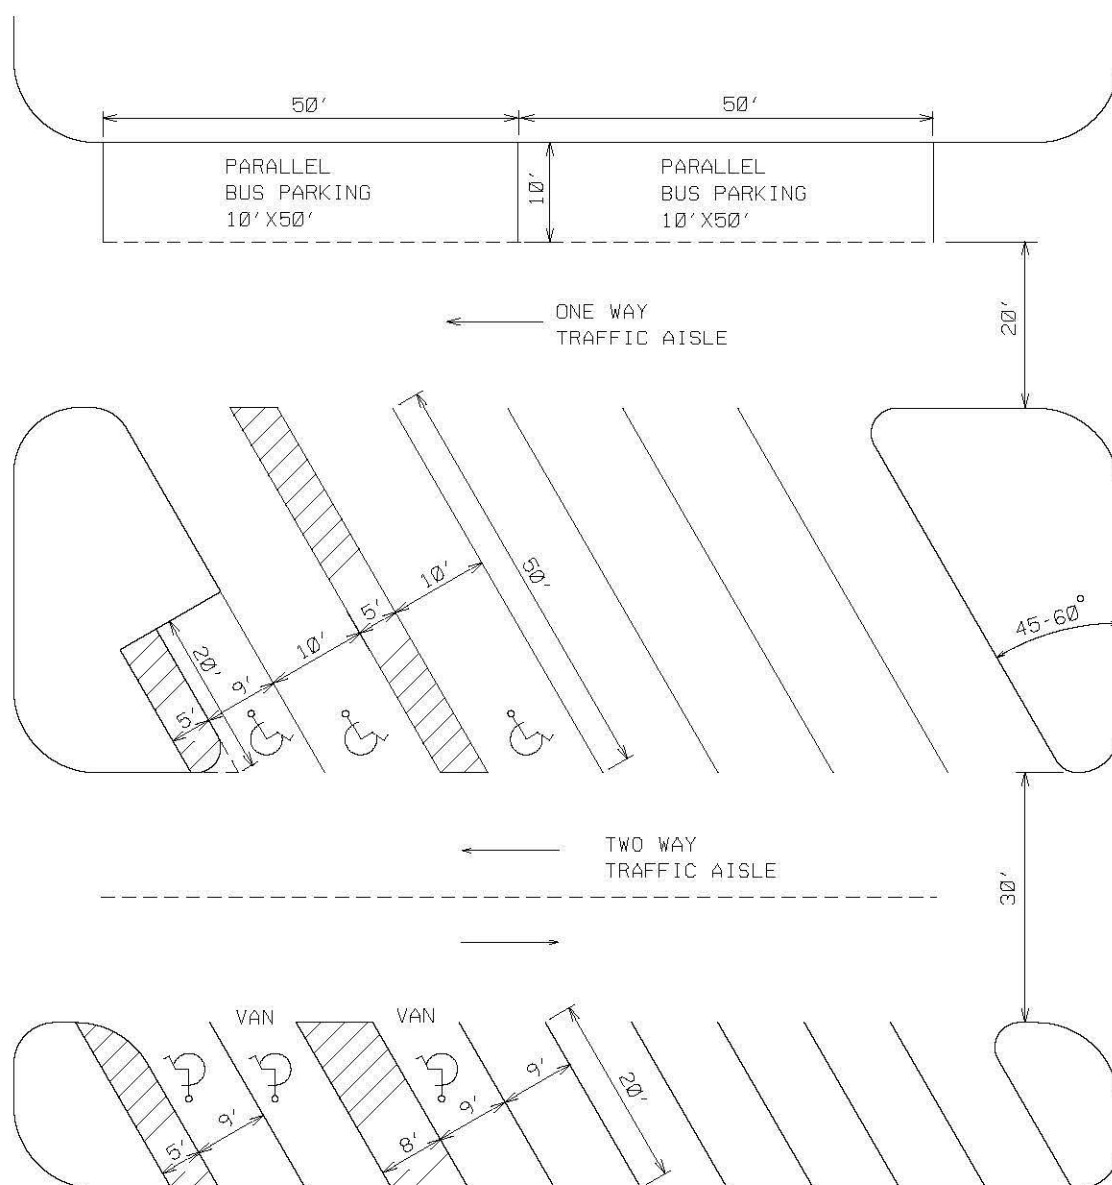 50'
50'
PARALLEL
BUS PARKING
10'X50'
10'
PARALLEL
BUS PARKING
10'X50'
ONE WAY
TRAFFIC AISLE
20'
50'
10'
5'
10'
9'
20'
5'
45-60°
TWO WAY
TRAFFIC AISLE
30'
VAN
VAN
9'
20'
9'
8'
9'
5'